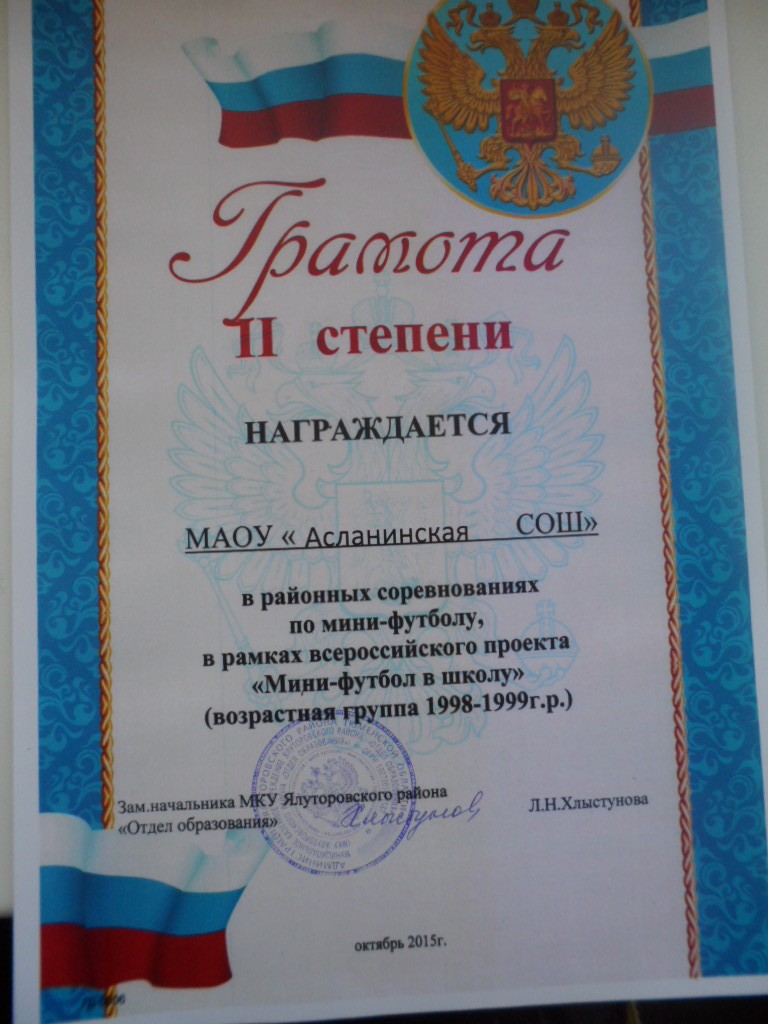 Грамота
II степени
НАГРАЖДАЕТСЯ
МАОУ « Асланинская СОШ»
в районных соревнованиях
по мини-футболу,
в рамках всероссийского проекта
«Мини-футбол в школу»
(возрастная группа 1998-1999г.р.)
Зам.начальника МКУ Ялуторовского района
«Отдел образования»
Л.Н.Хлыстунова
октябрь 2015г.